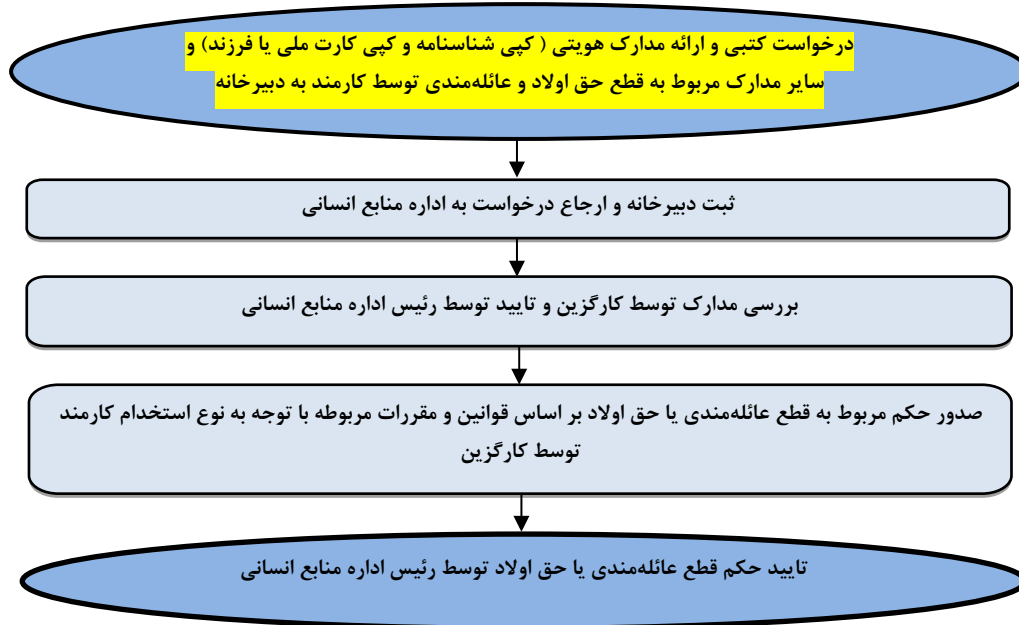 درخواست کتبی و ارائه مدارک هویتی ( کپی شناسنامه و کپی کارت ملی یا فرزند) و
سایر مدارک مربوط به قطع حق اولاد و عائله‌مندی توسط کارمند به دبیرخانه
ثبت دبیرخانه و ارجاع درخواست به اداره منابع انسانی
بررسی مدارک توسط کارگزین و تایید توسط رئیس اداره منابع انسانی
صدور حکم مربوط به قطع عائله‌مندی یا حق اولاد بر اساس قوانین و مقررات مربوطه با توجه به نوع استخدام کارمند
توسط کارگزین
تایید حکم قطع عائله‌مندی یا حق اولاد توسط رئیس اداره منابع انسانی